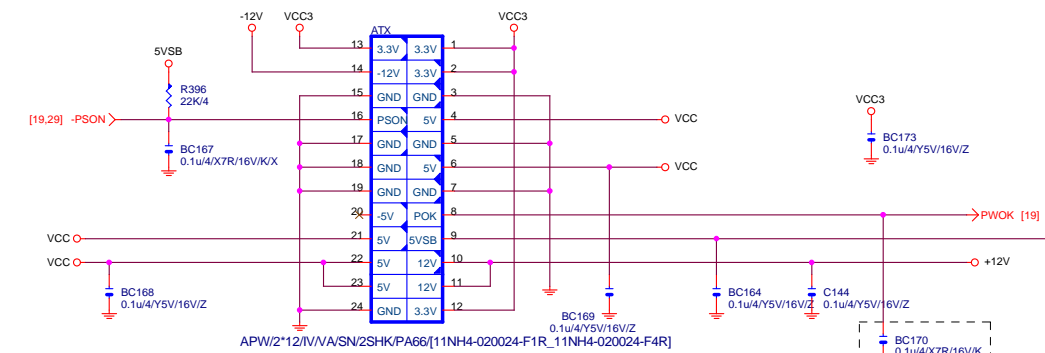 -12V VCC3 ATX VCC3
13 3.3V 3.3V 1
5VSB 14 -12V 3.3V 2
R396
22K/4
15 GND GND 3
VCC3
[19,29] -PSON 16 PSON 5V 4 VCC
BC167
0.1u/4/X7R/16V/K/X
17 GND GND 5
BC173
0.1u/4/Y5V/16V/Z
18 GND 5V 6 VCC
19 GND GND 7
20 -5V POK 8 PWOK [19]
VCC 21 5V 5VSB 9
VCC 22 5V 12V 10 +12V
23 5V 12V 11
BC168
0.1u/4/Y5V/16V/Z
BC164
0.1u/4/Y5V/16V/Z
C144
0.1u/4/Y5V/16V/Z
24 GND 3.3V 12
BC169
0.1u/4/Y5V/16V/Z
APW/2*12/IV/VA/SN/2SHK/PA66/[11NH4-020024-F1R_11NH4-020024-F4R]
BC170
0.1u/4/X7R/16V/K